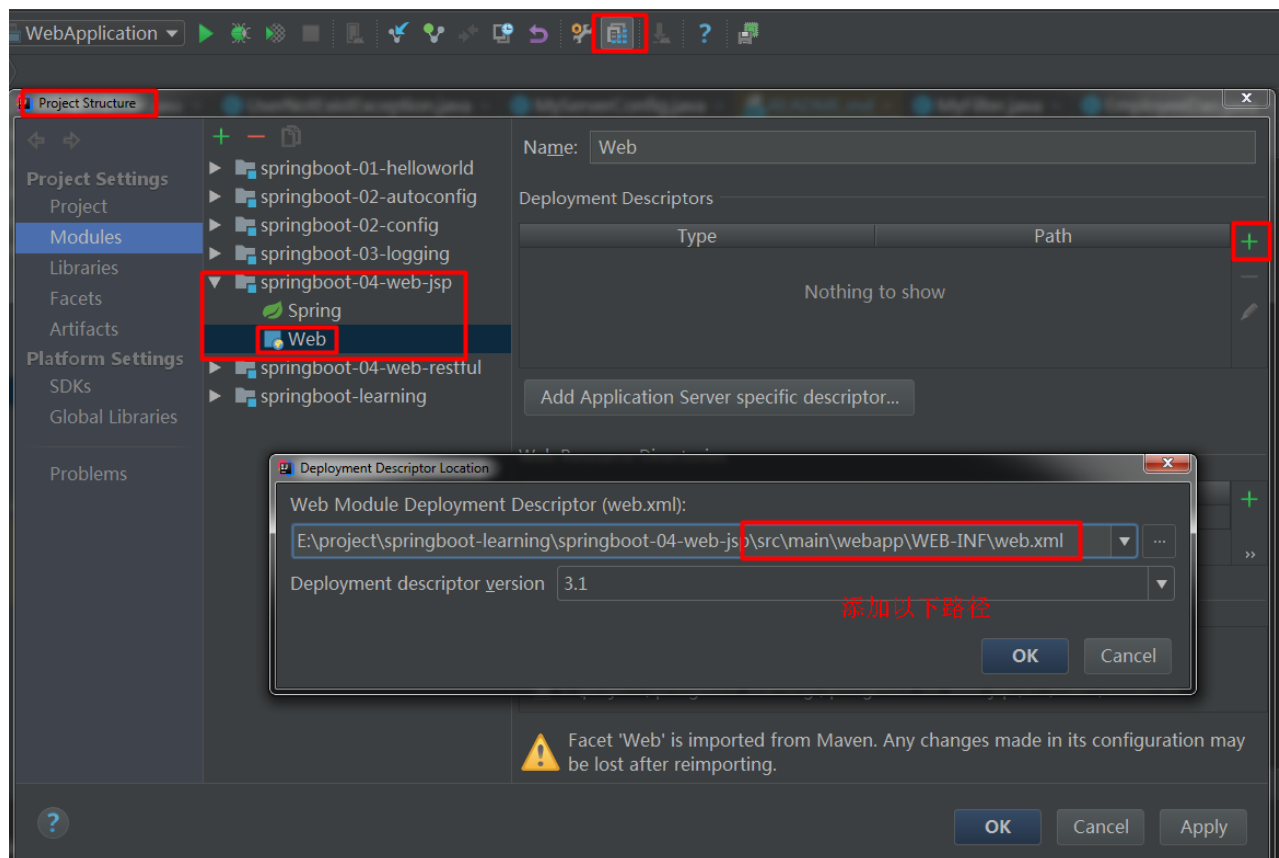 WebApplication
Project Structure
Name: Web
springboot-01-helloworld
Project Settings
springboot-02-autoconfig
Deployment Descriptors
Project
springboot-02-config
Modules
Type Path
springboot-03-logging
Libraries
springboot-04-web-jsp
Nothing to show
Facets
Spring
Artifacts
Web
Platform Settings
springboot-04-web-restful
SDKs
springboot-learning
Add Application Server specific descriptor...
Global Libraries
Problems
Deployment Descriptor Location
Web Module Deployment Descriptor (web.xml):
E:\project\springboot-learning\springboot-04-web-jsp\src\main\webapp\WEB-INF\web.xml
Deployment descriptor version 3.1
添加以下路径
OK Cancel
Facet 'Web' is imported from Maven. Any changes made in its configuration may
be lost after reimporting.
OK Cancel Apply